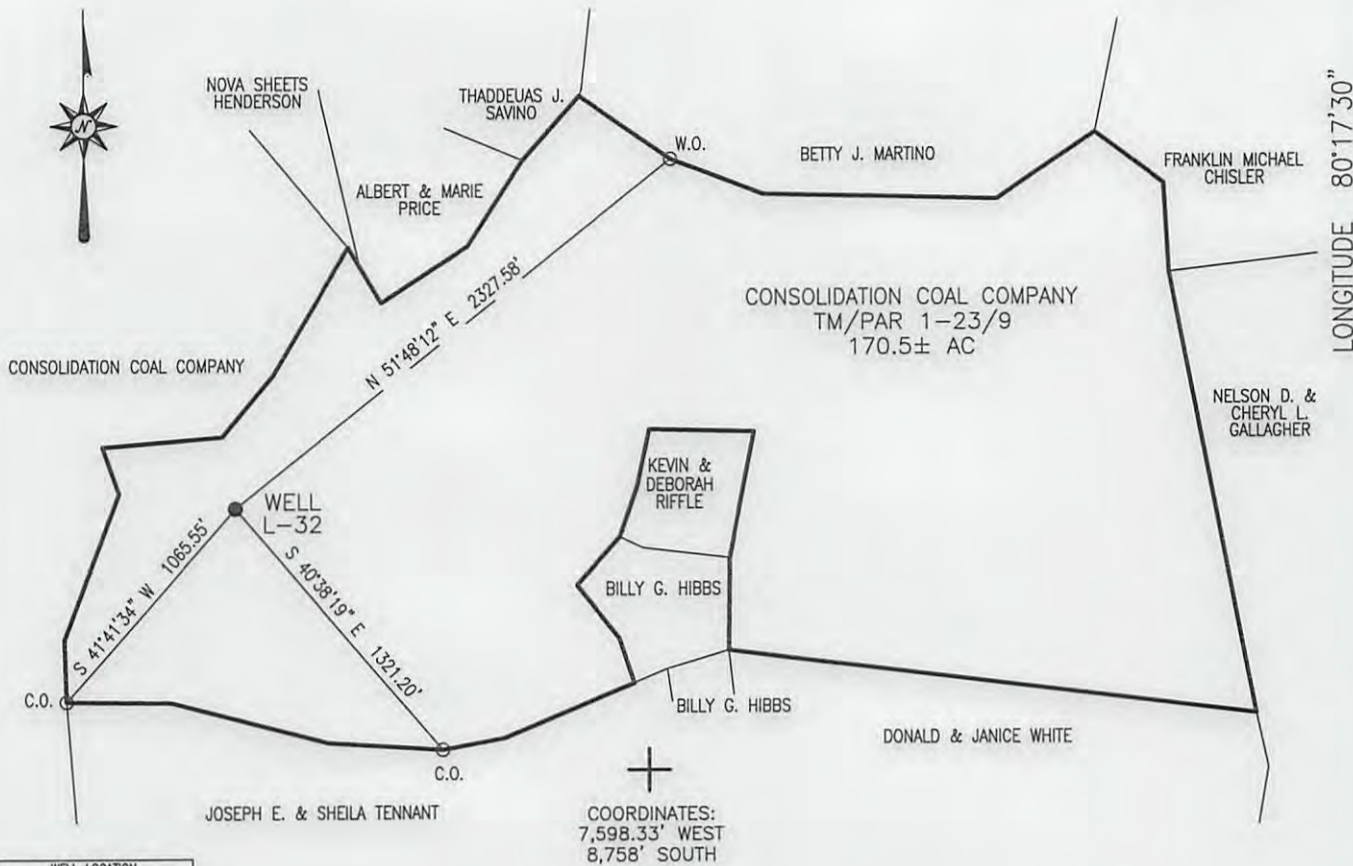 N
NOVA SHEETS
HENDERSON
THADDEUAS J.
SAVINO
W.O.
BETTY J. MARTINO
FRANKLIN MICHAEL
CHISLER
LONGITUDE 80°17'30"
ALBERT & MARIE
PRICE
N 51°48'12" E 2327.58'
CONSOLIDATION COAL COMPANY
TM/PAR 1-23/9
170.5± AC
CONSOLIDATION COAL COMPANY
NELSON D. &
CHERYL L.
GALLAGHER
KEVIN &
DEBORAH
RIFFLE
WELL
L-32
S 41°41'34" W 1065.55'
S 40°38'19" E 1321.20'
BILLY G. HIBBS
C.O.
BILLY G. HIBBS
DONALD & JANICE WHITE
C.O.
JOSEPH E. & SHEILA TENNANT
COORDINATES:
7,598.33' WEST
8,758' SOUTH
WELL LOCATION